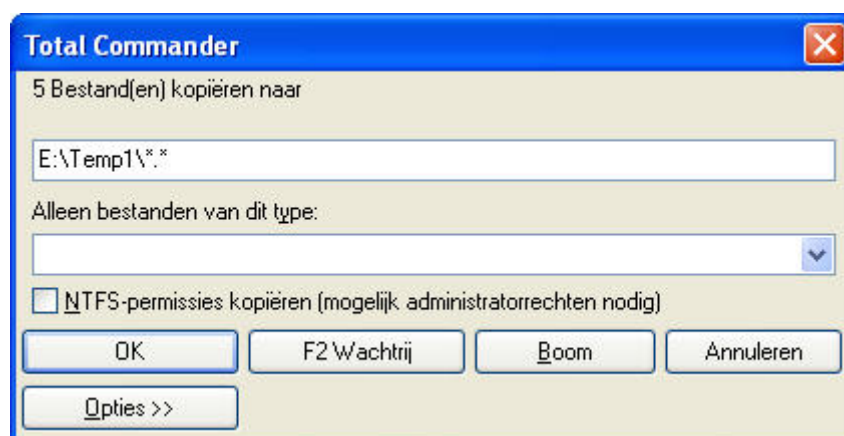 Total Commander
5 Bestand(en) kopiëren naar
E:\Temp1\*.*
Alleen bestanden van dit type:
NTFS-permissies kopiëren (mogelijk administratorrechten nodig)
OK F2 Wachtrij Boom Annuleren
Opties >>